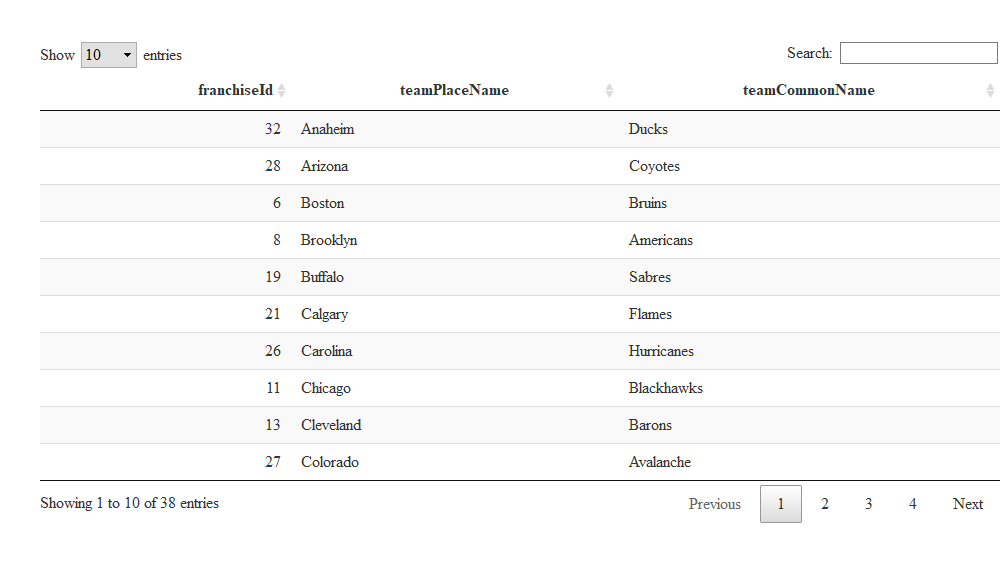 Show 10 entries Search:
franchiseId teamPlaceName teamCommonName
32 Anaheim Ducks
28 Arizona Coyotes
6 Boston Bruins
8 Brooklyn Americans
19 Buffalo Sabres
21 Calgary Flames
26 Carolina Hurricanes
11 Chicago Blackhawks
13 Cleveland Barons
27 Colorado Avalanche
Showing 1 to 10 of 38 entries Previous 1 2 3 4 Next